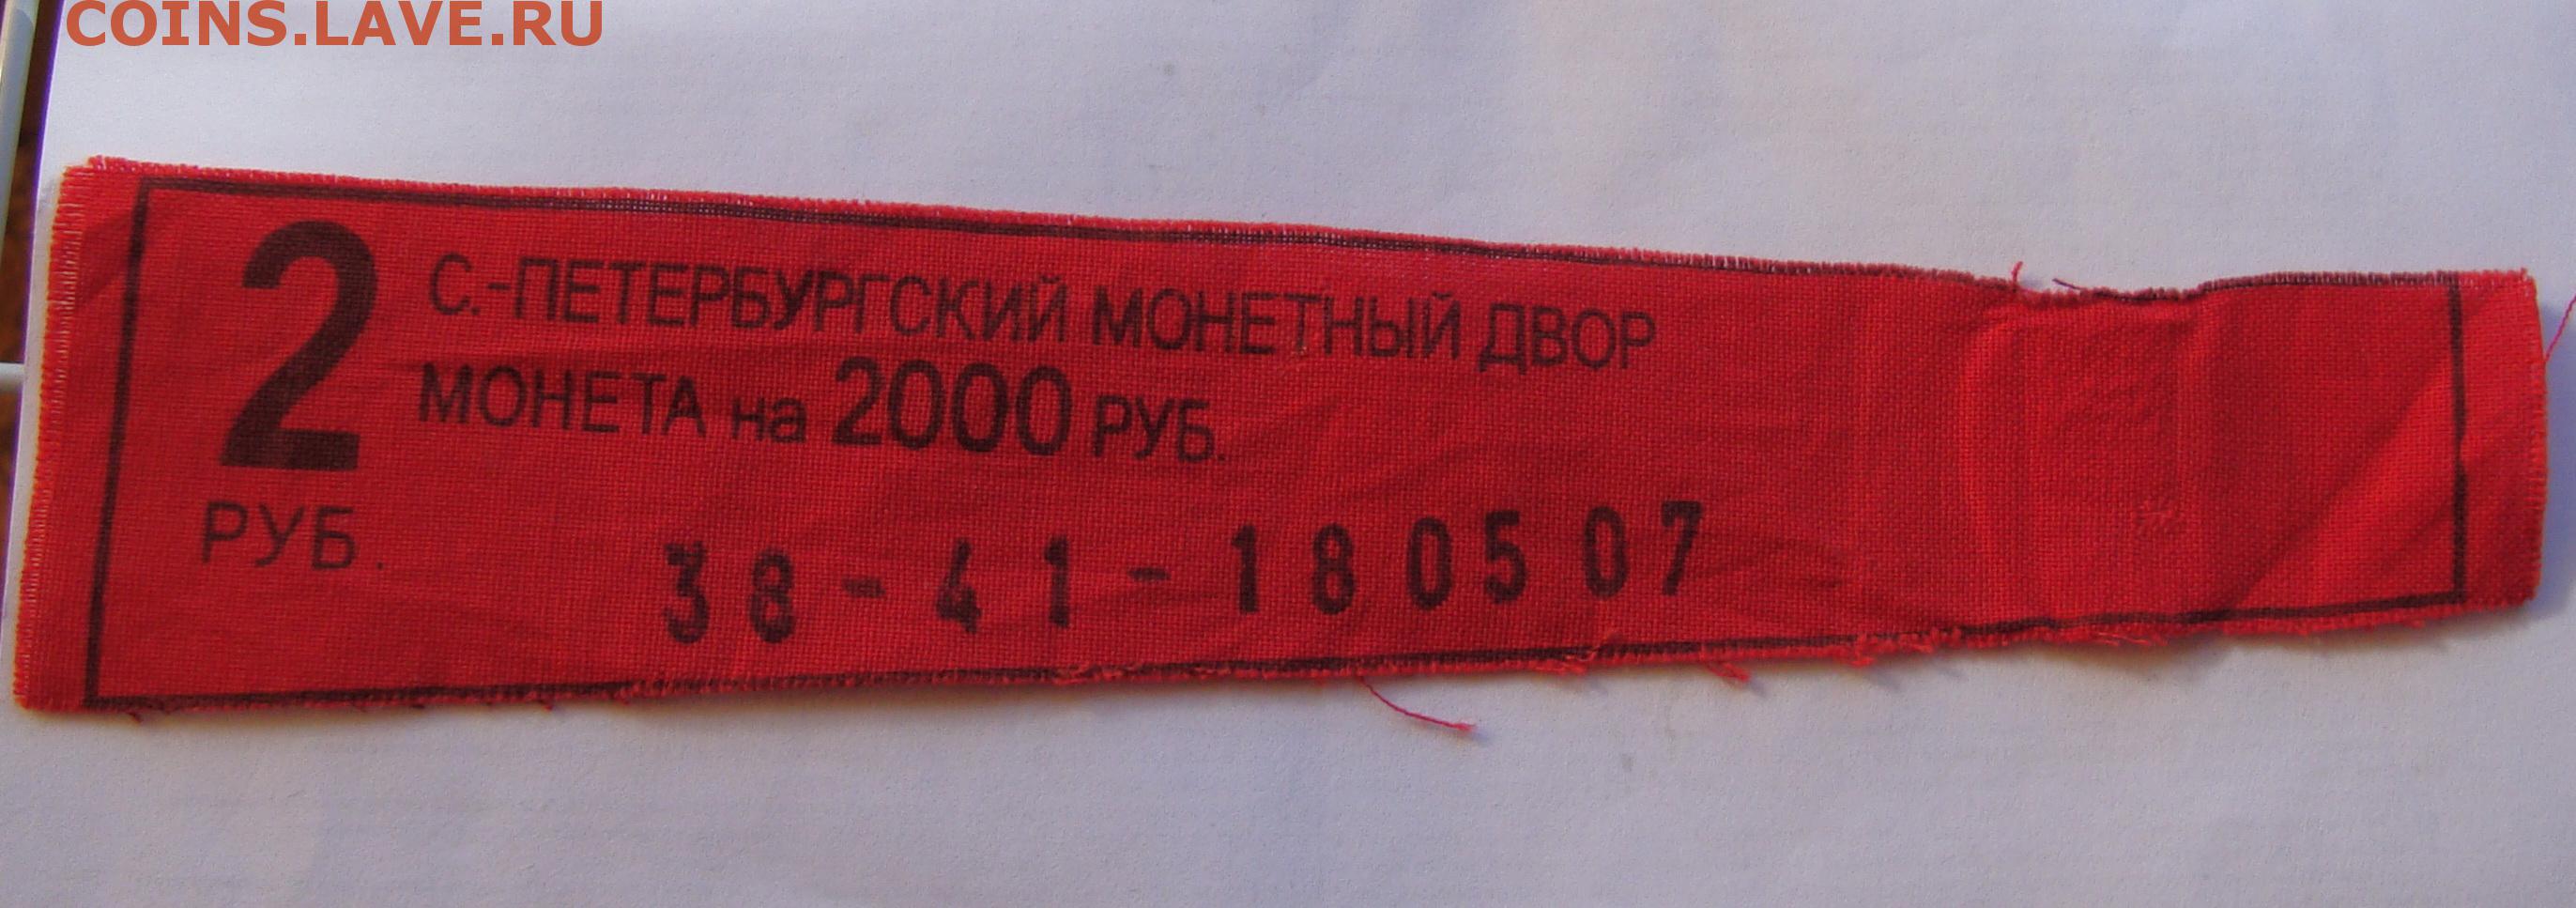 COINS.LAVE.RU
2 С.-ПЕТЕРБУРГСКИЙ МОНЕТНЫЙ ДВОР
МОНЕТА на 2000 РУБ.
РУБ.
38-41-180507